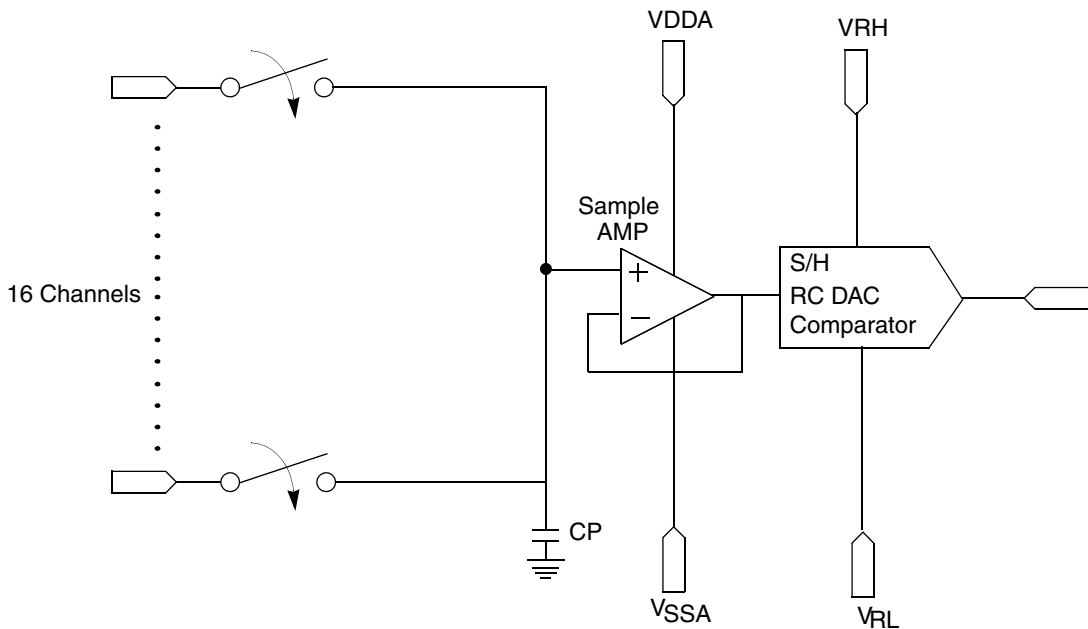 VDDA
VRH
Sample
AMP
+
−
S/H
RC DAC
Comparator
16 Channels
CP
VSSA
VRL